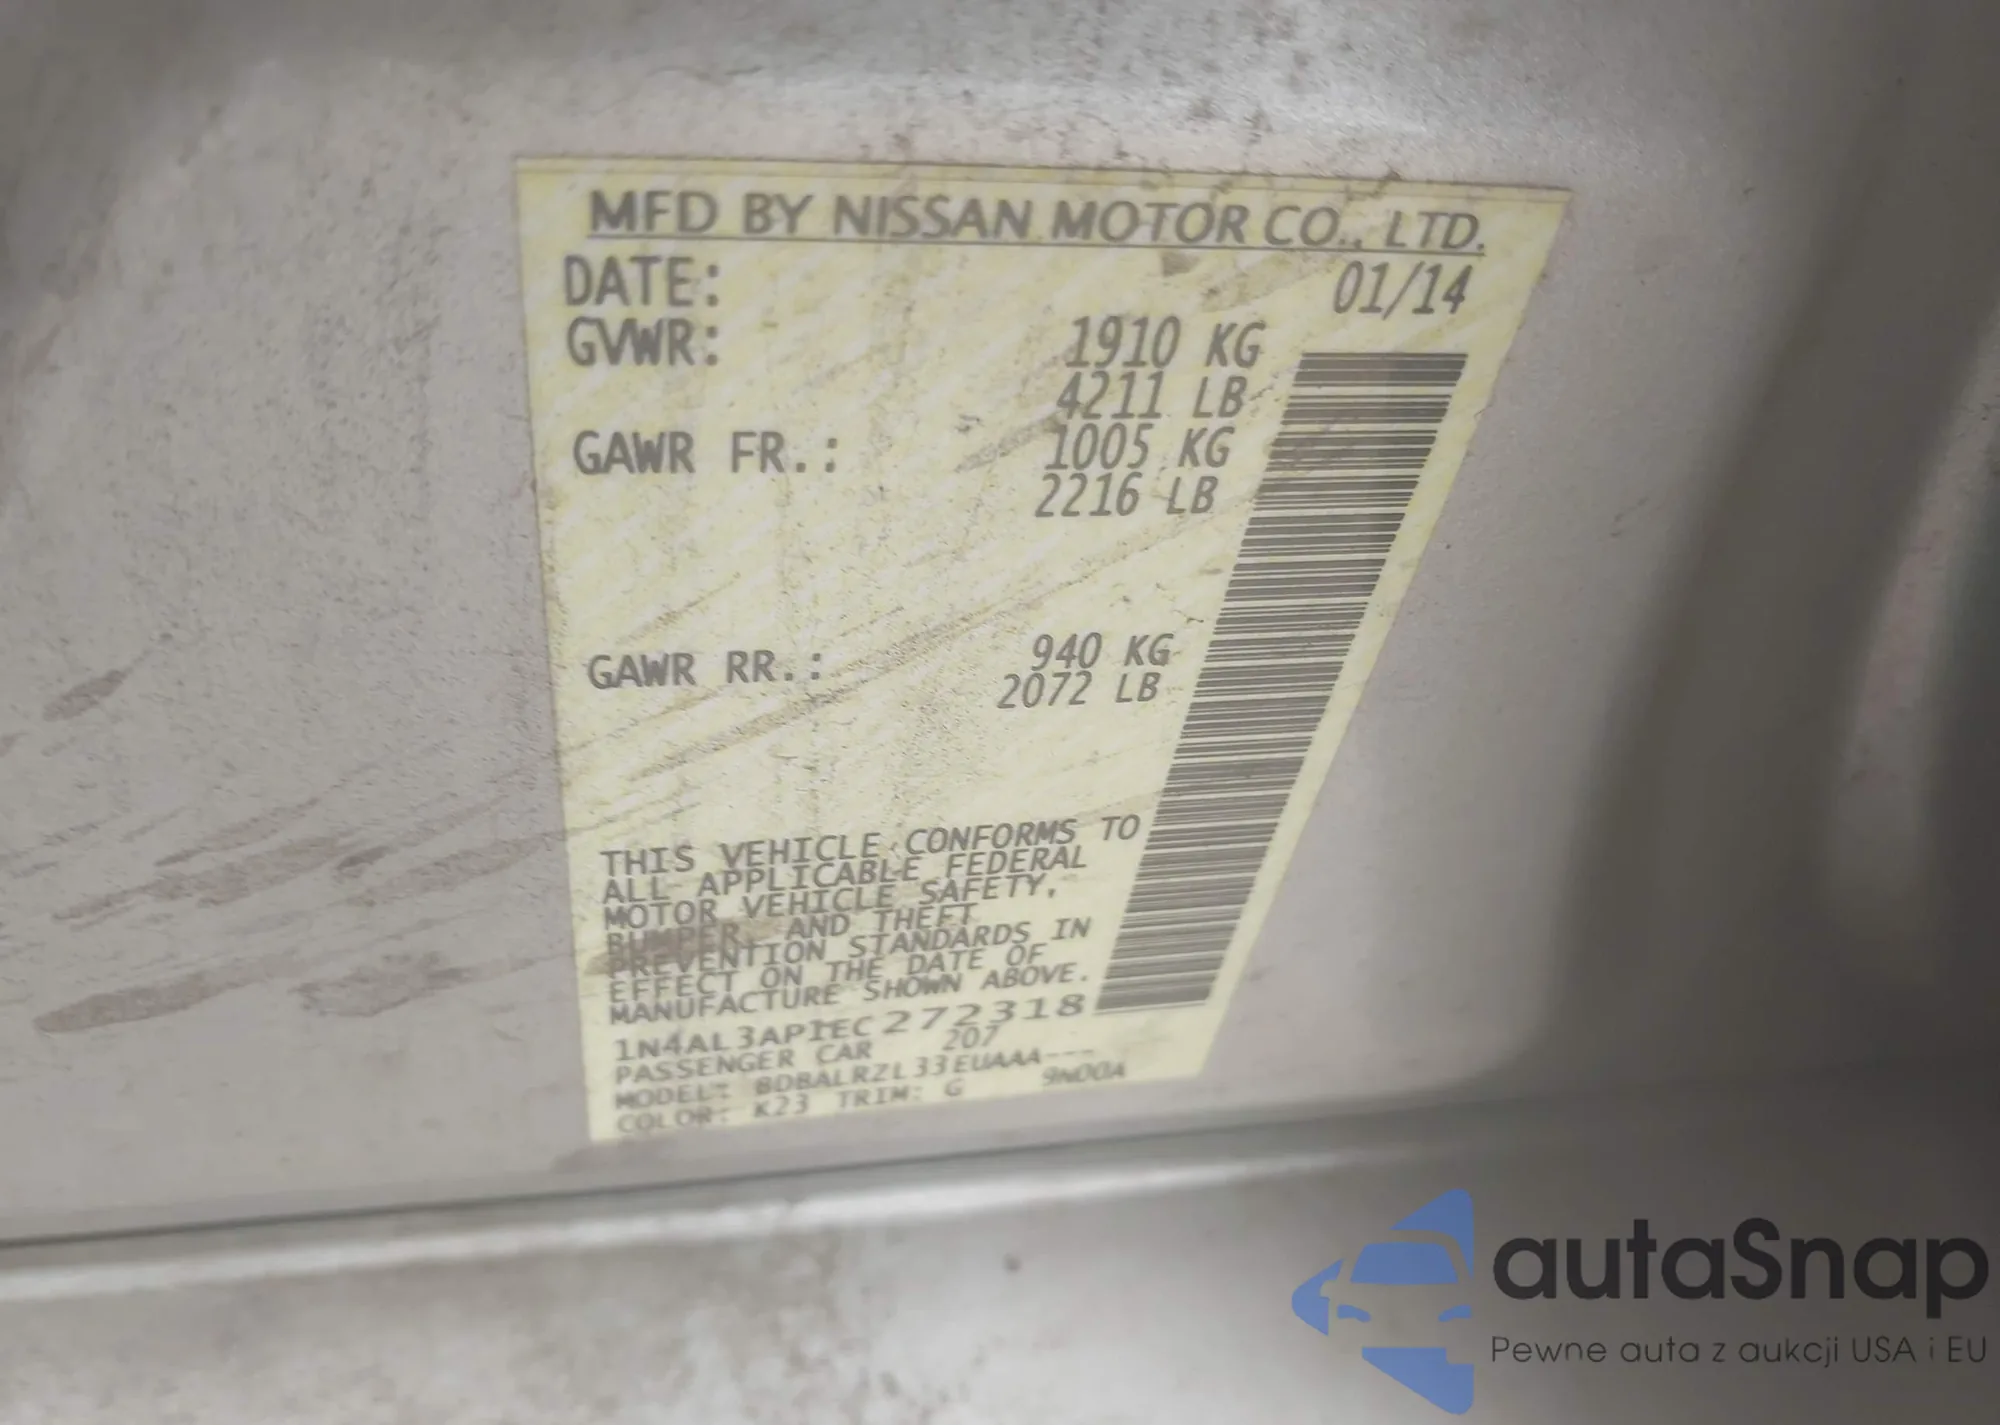 MFD BY NISSAN MOTOR CO., LTD.
DATE: 01/14
GVWR: 1910 KG
4211 LB
GAWR FR.: 1005 KG
2216 LB
GAWR RR.: 940 KG
2072 LB
THIS VEHICLE CONFORMS TO
ALL APPLICABLE FEDERAL
MOTOR VEHICLE SAFETY,
BUMPER, AND THEFT
PREVENTION STANDARDS IN
EFFECT ON THE DATE OF
MANUFACTURE SHOWN ABOVE.
1N4AL3AP1EC272318
PASSENGER CAR 207
MODEL: BDBALRZL33EUAAA---
COLOR: K23 TRIM: G 9N00A
autaSnap
Pewne auta z aukcji USA i EU